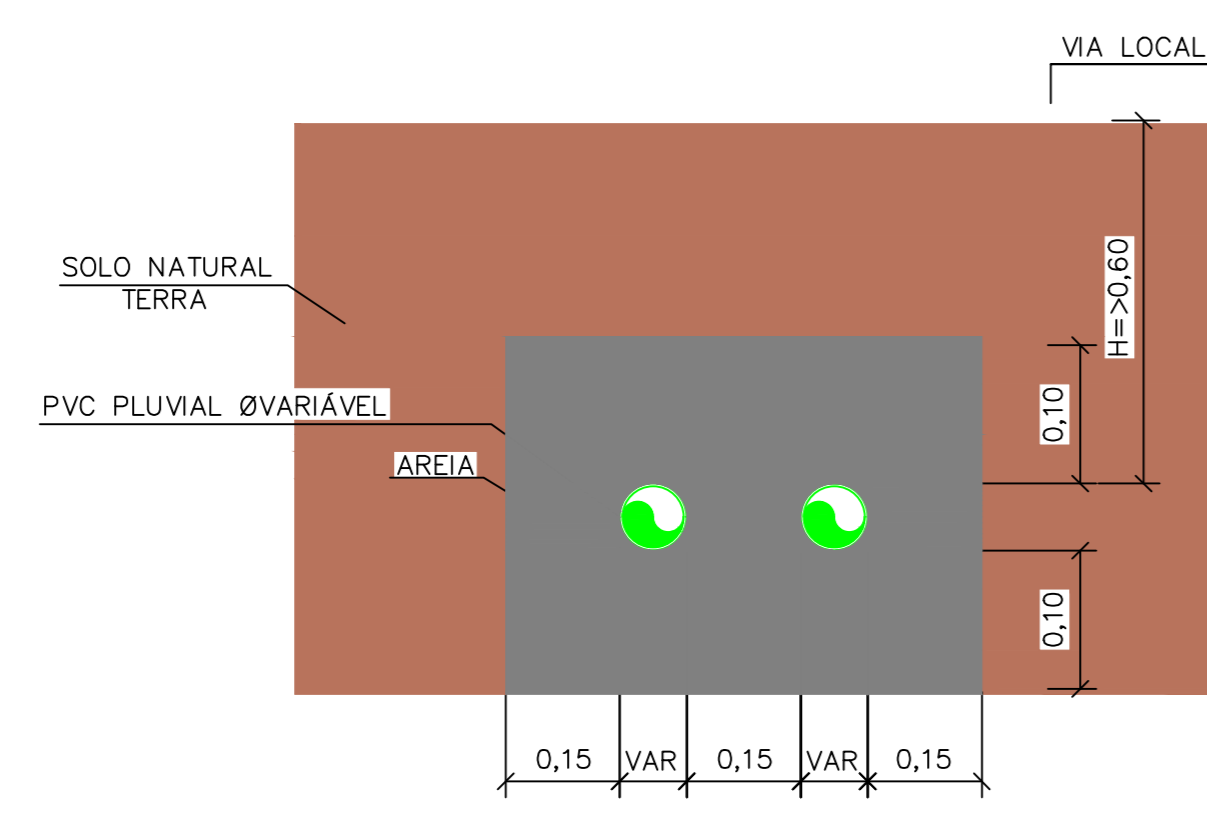 VIA LOCAL
SOLO NATURAL
TERRA
H=>0,60
PVC PLUVIAL ØVARIÁVEL
0,10
AREIA
0,10
0,15
VAR
0,15
VAR
0,15